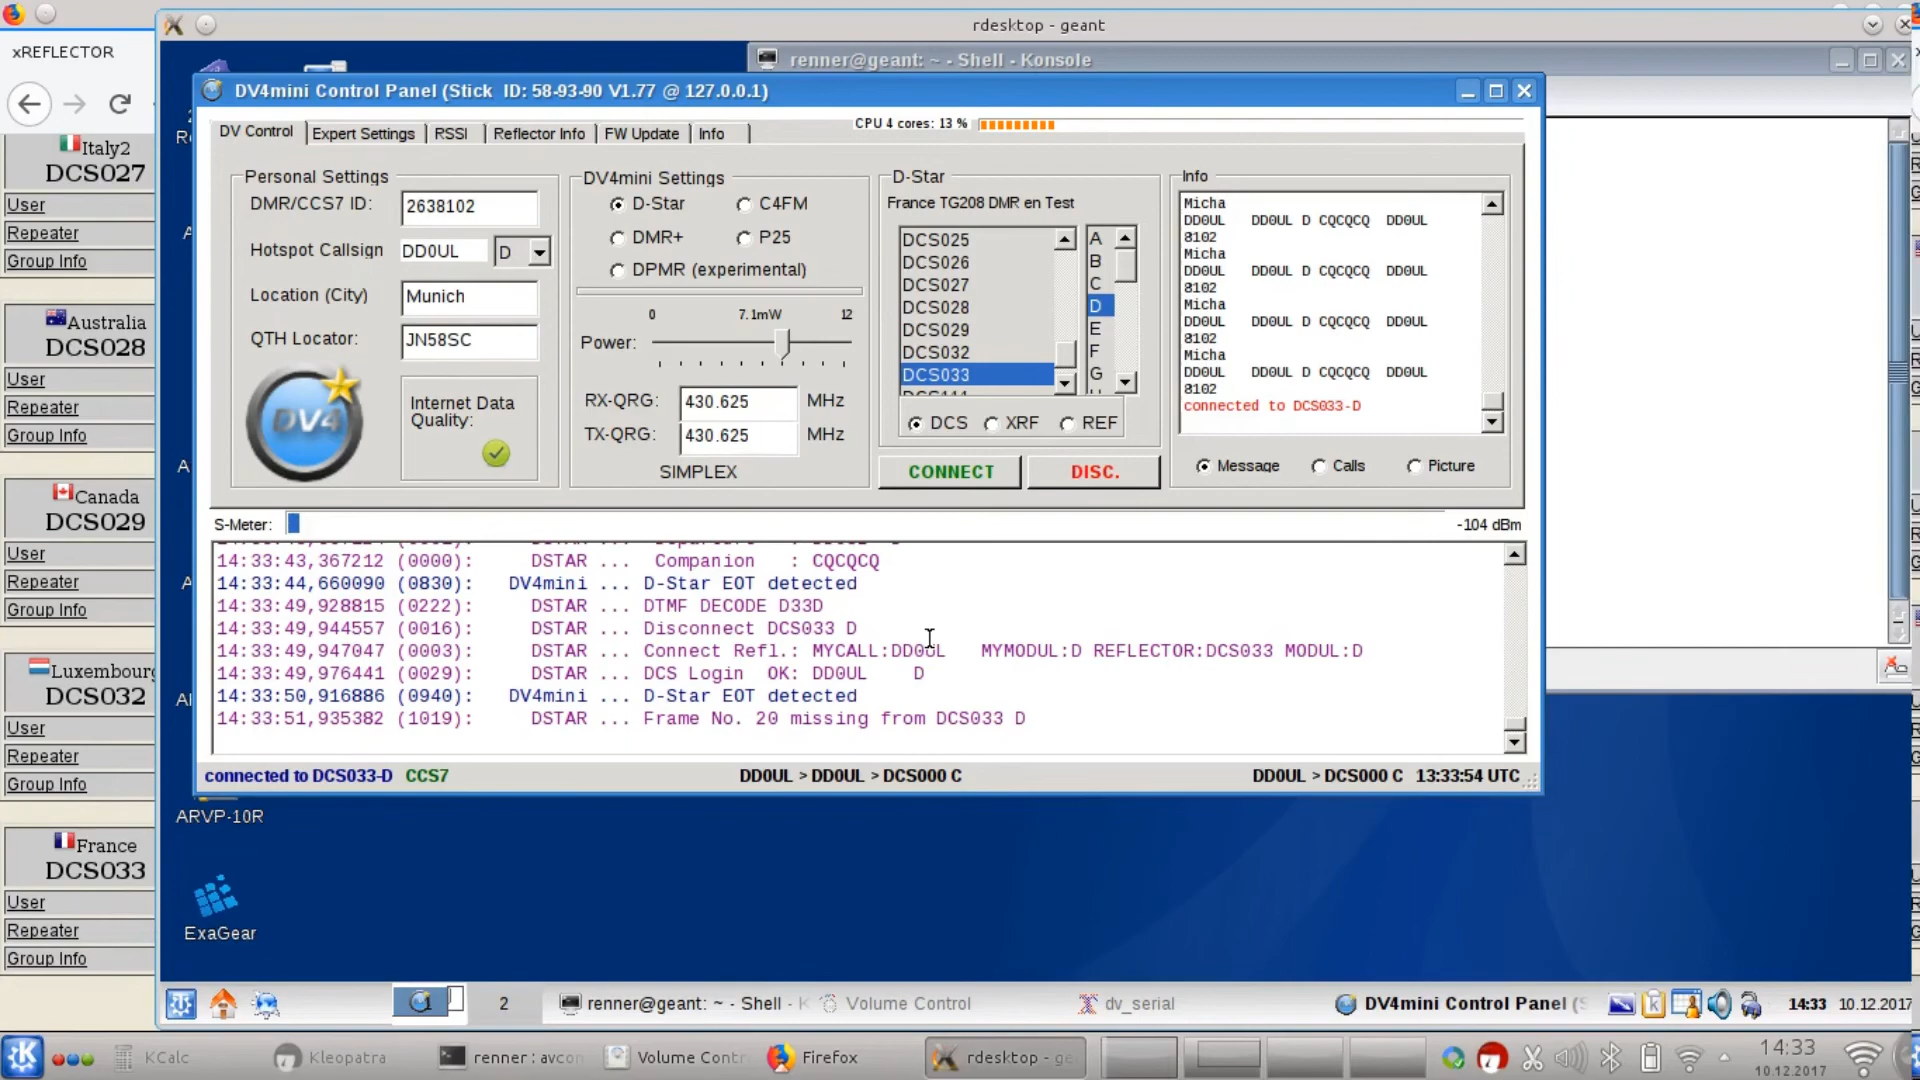 rdesktop - geant
xREFLECTOR
renner@geant: ~ - Shell - Konsole
DV4mini Control Panel (Stick ID: 58-93-90 V1.77 @ 127.0.0.1)
DV Control
Expert Settings
RSSI
Reflector Info
FW Update
Info
CPU 4 cores: 13 %
Italy2
DCS027
User
Repeater
Group Info
Australia
DCS028
User
Repeater
Group Info
Canada
DCS029
User
Repeater
Group Info
Luxembourg
DCS032
User
Repeater
Group Info
France
DCS033
User
Repeater
Group Info
Personal Settings
DMR/CCS7 ID:
2638102
Hotspot Callsign
DD0UL
D
Location (City)
Munich
QTH Locator:
JN58SC
DV4
Internet Data
Quality:
DV4mini Settings
D-Star
C4FM
DMR+
P25
DPMR (experimental)
0
7.1mW
12
Power:
RX-QRG:
430.625
MHz
TX-QRG:
430.625
MHz
SIMPLEX
D-Star
France TG208 DMR en Test
DCS025
DCS026
DCS027
DCS028
DCS029
DCS032
DCS033
A
B
C
D
E
F
G
DCS
XRF
REF
CONNECT
DISC.
Info
Micha
DD0UL DD0UL D CQCQCQ DD0UL
8102
Micha
DD0UL DD0UL D CQCQCQ DD0UL
8102
Micha
DD0UL DD0UL D CQCQCQ DD0UL
8102
Micha
DD0UL DD0UL D CQCQCQ DD0UL
8102
connected to DCS033-D
Message
Calls
Picture
S-Meter:
-104 dBm
14:33:43,367212 (0000): DSTAR ... Companion : CQCQCQ
14:33:44,660090 (0830): DV4mini ... D-Star EOT detected
14:33:49,928815 (0222): DSTAR ... DTMF DECODE D33D
14:33:49,944557 (0016): DSTAR ... Disconnect DCS033 D
14:33:49,947047 (0003): DSTAR ... Connect Refl.: MYCALL:DD0UL MYMODUL:D REFLECTOR:DCS033 MODUL:D
14:33:49,976441 (0029): DSTAR ... DCS Login OK: DD0UL D
14:33:50,916886 (0940): DV4mini ... D-Star EOT detected
14:33:51,935382 (1019): DSTAR ... Frame No. 20 missing from DCS033 D
connected to DCS033-D CCS7
DD0UL > DD0UL > DCS000 C
DD0UL > DCS000 C 13:33:54 UTC
ARVP-10R
ExaGear
2
renner@geant: ~ - Shell - K
Volume Control
dv_serial
DV4mini Control Panel (S
14:33
10.12.2017
KCalc
Kleopatra
renner : avcon
Volume Contr
Firefox
rdesktop - ge
14:33
10.12.2017